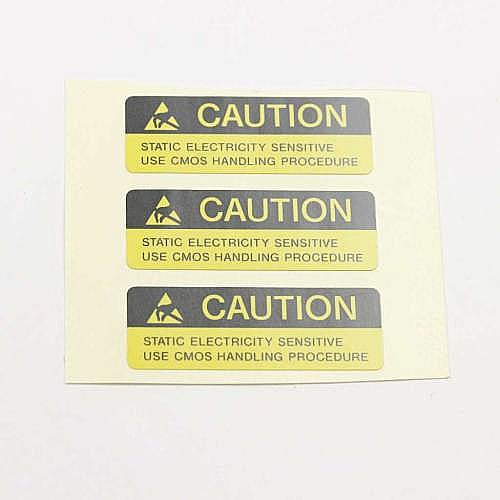 CAUTION
STATIC ELECTRICITY SENSITIVE
USE CMOS HANDLING PROCEDURE
CAUTION
STATIC ELECTRICITY SENSITIVE
USE CMOS HANDLING PROCEDURE
CAUTION
STATIC ELECTRICITY SENSITIVE
USE CMOS HANDLING PROCEDURE